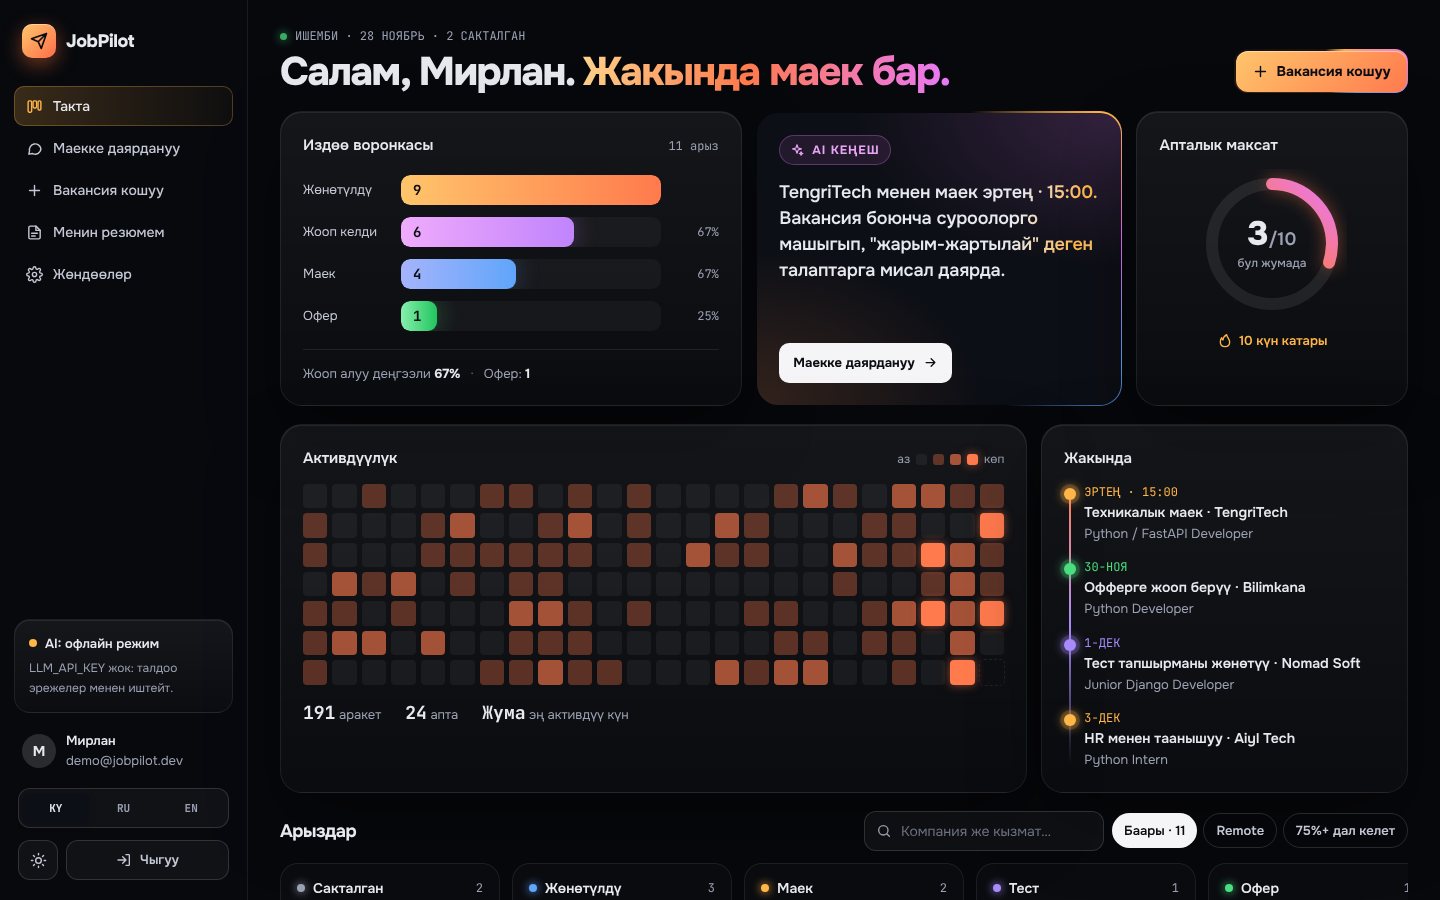 JobPilot
Такта
Маекке даярдануу
Вакансия кошуу
Менин резюмем
Жөндөөлөр
AI: офлайн режим
LLM_API_KEY жок: талдоо
эрежелер менен иштейт.
М
Мирлан
demo@jobpilot.dev
KY RU EN
Чыгуу
ИШЕМБИ · 28 НОЯБРЬ · 2 САКТАЛГАН
Салам, Мирлан. Жакында маек бар.
Вакансия кошуу
Издөө воронкасы
11 арыз
Жөнөтүлдү 9
Жооп келди 6 67%
Маек 4 67%
Офер 1 25%
Жооп алуу деңгээли 67% · Офер: 1
AI КЕҢЕШ
TengriTech менен маек эртең · 15:00.
Вакансия боюнча суроолорго
машыгып, "жарым-жартылай" деген
талаптарга мисал даярда.
Маекке даярдануу →
Апталык максат
3/10
бул жумада
10 күн катары
Активдүүлүк
аз көп
191 аракет 24 апта Жума эң активдүү күн
Жакында
ЭРТЕҢ · 15:00
Техникалык маек · TengriTech
Python / FastAPI Developer
30-НОЯ
Офферге жооп берүү · Bilimkana
Python Developer
1-ДЕК
Тест тапшырманы жөнөтүү · Nomad Soft
Junior Django Developer
3-ДЕК
HR менен таанышуу · Aiyl Tech
Python Intern
Арыздар
Компания же кызмат...
Баары · 11
Remote
75%+ дал келет
Сакталган 2
Жөнөтүлдү 3
Маек 2
Тест 1
Офер 1